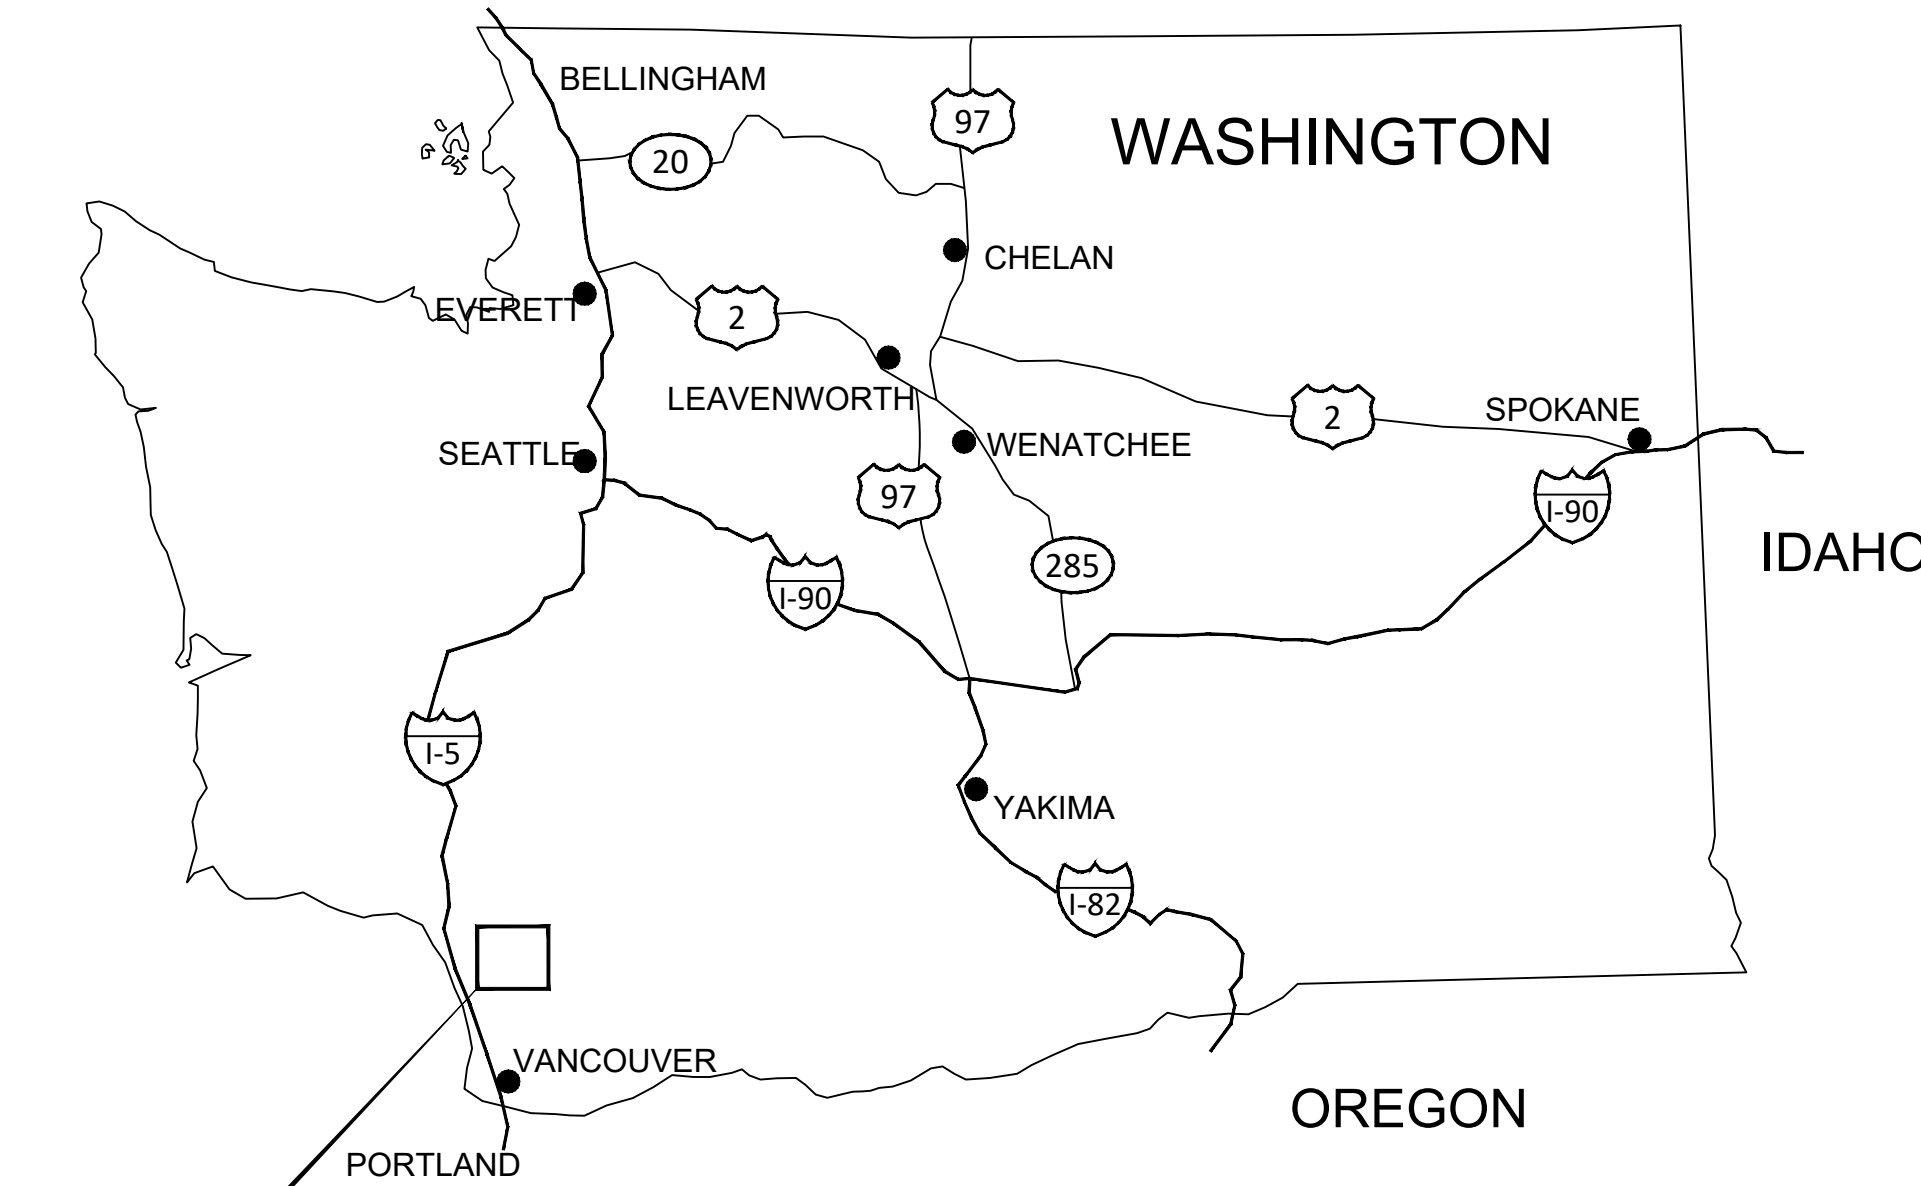 BELLINGHAM
97
WASHINGTON
20
CHELAN
EVERETT
2
LEAVENWORTH
2
SPOKANE
SEATTLE
WENATCHEE
97
I-90
IDAHO
285
I-90
I-5
YAKIMA
I-82
VANCOUVER
OREGON
PORTLAND